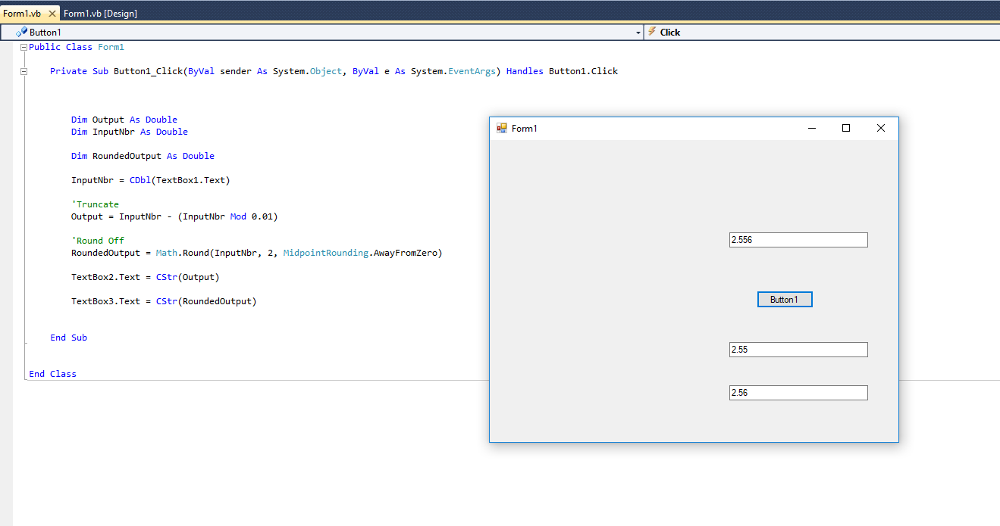 Form1.vb Form1.vb [Design]
Button1 Click
Public Class Form1
Private Sub Button1_Click(ByVal sender As System.Object, ByVal e As System.EventArgs) Handles Button1.Click
Dim Output As Double
Dim InputNbr As Double
Dim RoundedOutput As Double
InputNbr = CDbl(TextBox1.Text)
'Truncate
Output = InputNbr - (InputNbr Mod 0.01)
'Round Off
RoundedOutput = Math.Round(InputNbr, 2, MidpointRounding.AwayFromZero)
TextBox2.Text = CStr(Output)
TextBox3.Text = CStr(RoundedOutput)
End Sub
End Class
Form1
2.556
Button1
2.55
2.56